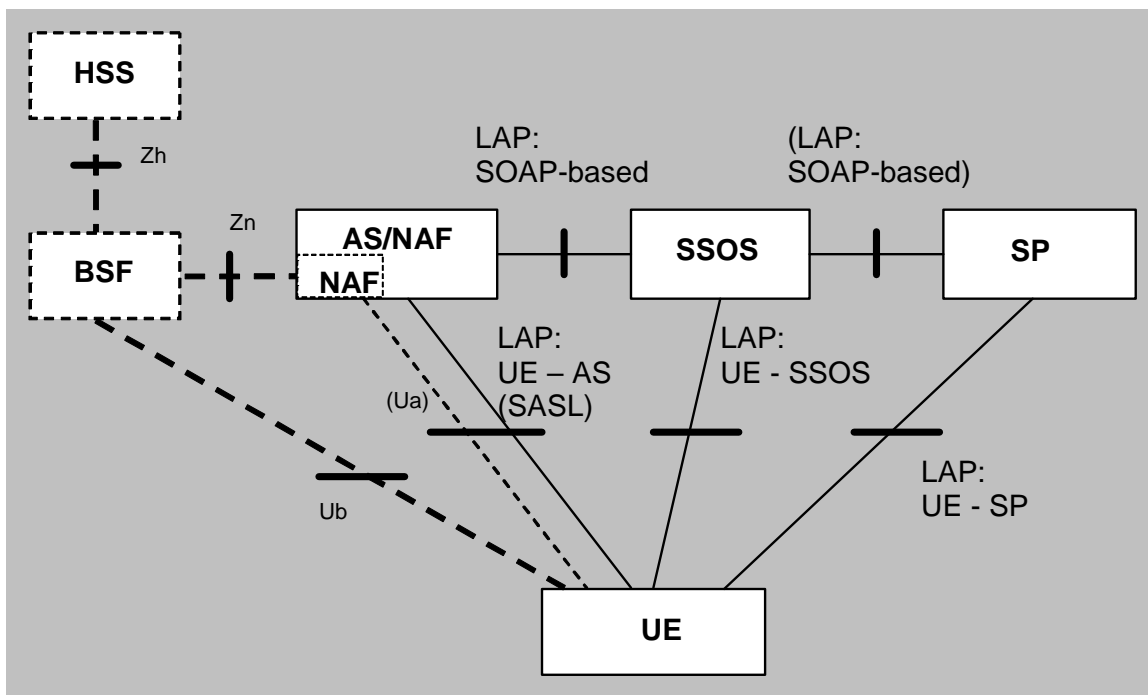 HSS
Zh
LAP:
SOAP-based
(LAP:
SOAP-based)
Zn
AS/NAF
NAF
BSF
SSOS
SP
LAP:
UE – AS
(SASL)
LAP:
UE - SSOS
(Ua)
LAP:
UE - SP
Ub
UE